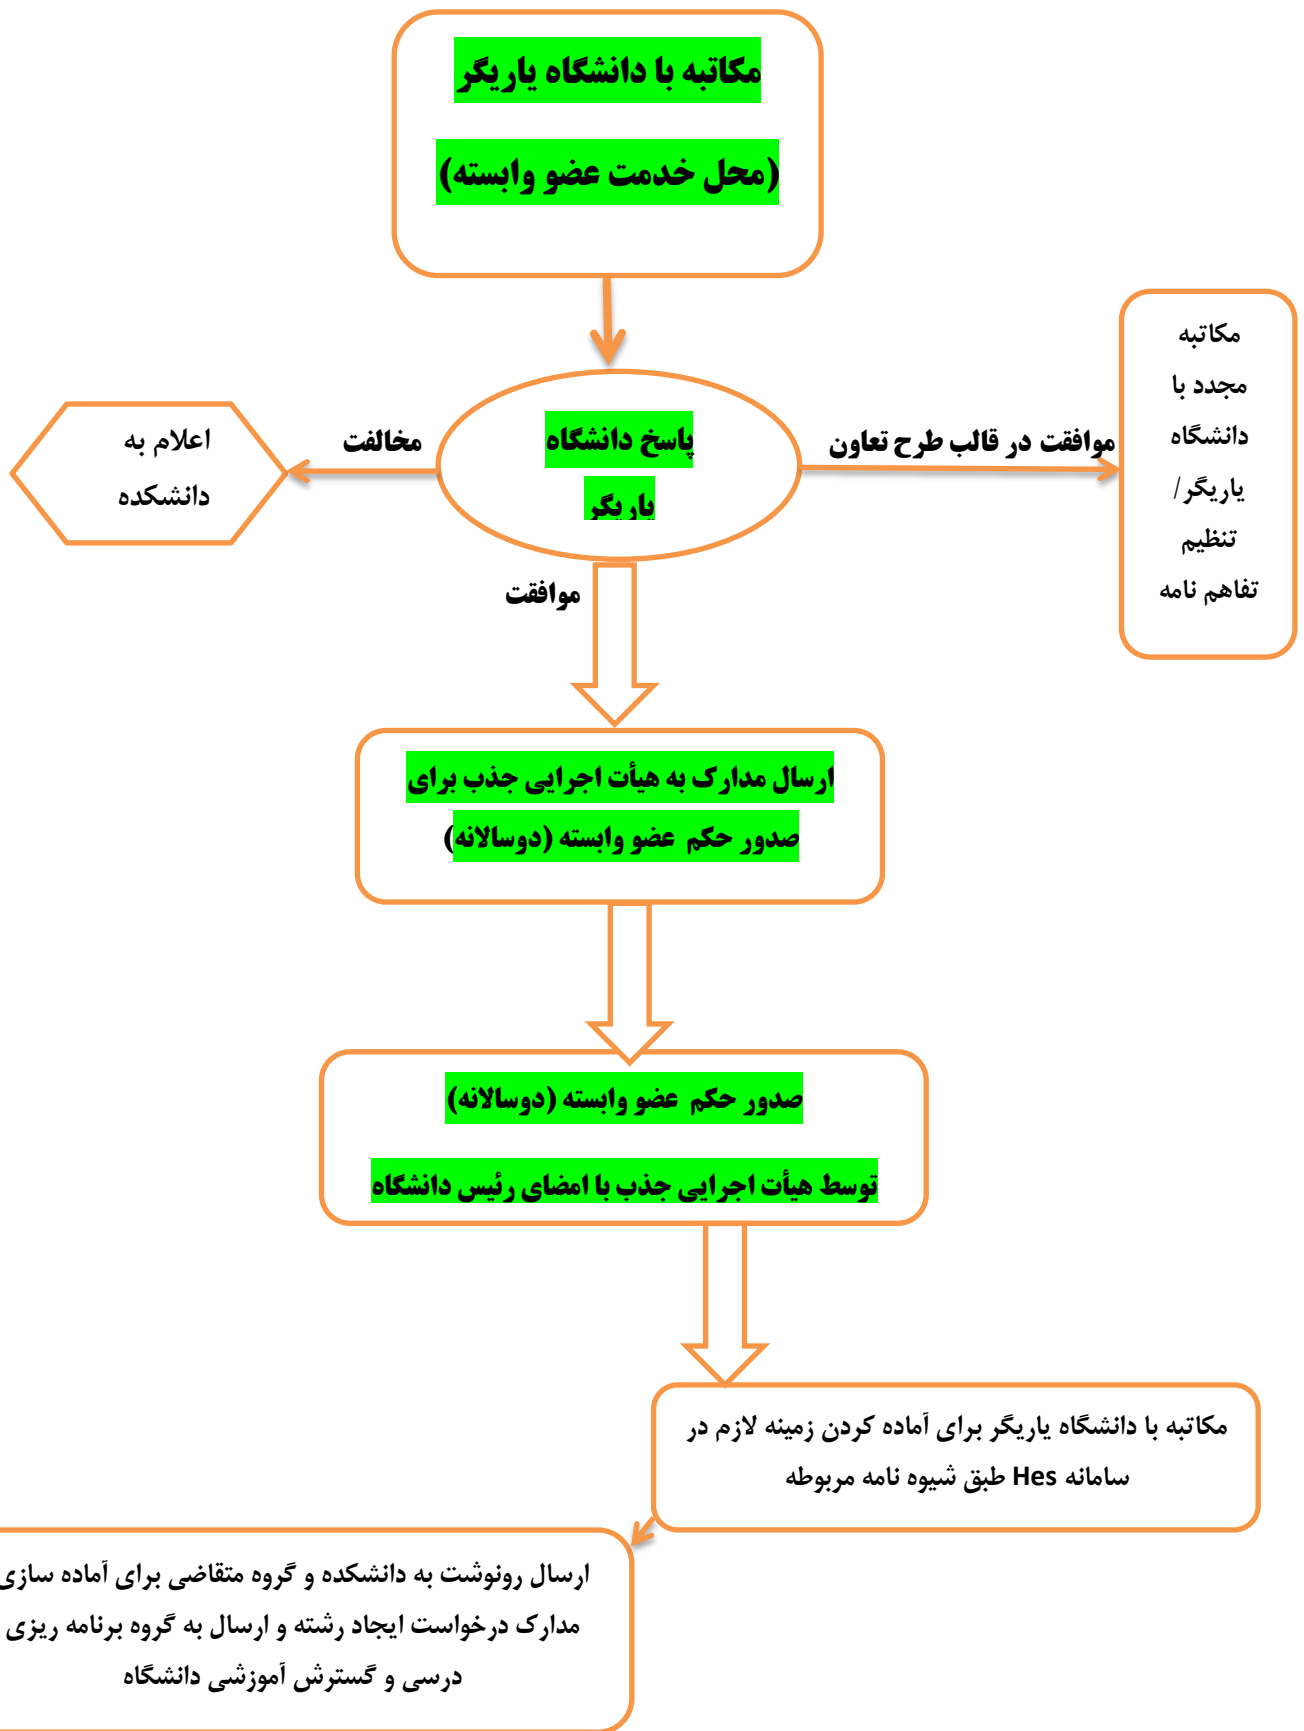 مکاتبه با دانشگاه یاریگر
(محل خدمت عضو وابسته)
پاسخ دانشگاه
یاریگر
موافقت در قالب طرح تعاون
مکاتبه
مجدد با
دانشگاه
یاریگر/
تنظیم
تفاهم نامه
مخالفت
اعلام به
دانشکده
موافقت
ارسال مدارک به هیأت اجرایی جذب برای
صدور حکم عضو وابسته (دوسالانه)
صدور حکم عضو وابسته (دوسالانه)
توسط هیأت اجرایی جذب با امضای رئیس دانشگاه
مکاتبه با دانشگاه یاریگر برای آماده کردن زمینه لازم در
سامانه Hes طبق شیوه نامه مربوطه
ارسال رونوشت به دانشکده و گروه متقاضی برای آماده سازی
مدارک درخواست ایجاد رشته و ارسال به گروه برنامه ریزی
درسی و گسترش آموزشی دانشگاه